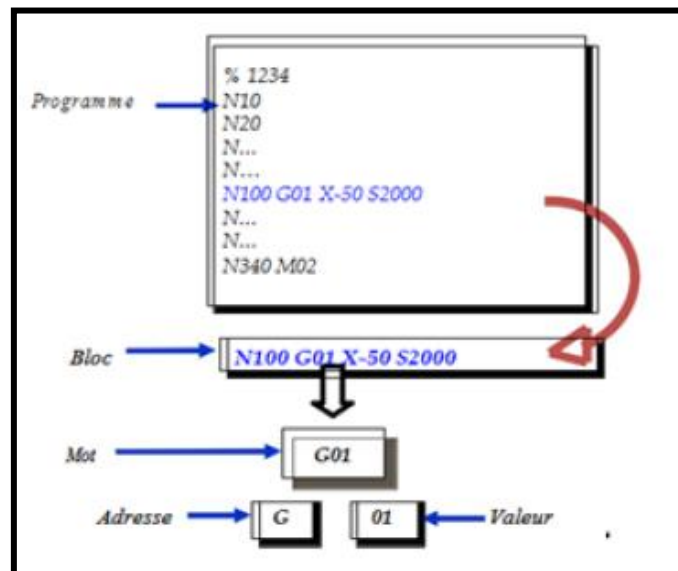 % 1234
Programme
N10
N20
N...
N...
N100 G01 X-50 S2000
N...
N...
N340 M02
Bloc
N100 G01 X-50 S2000
Mot
G01
Adresse
G
01
Valeur
.